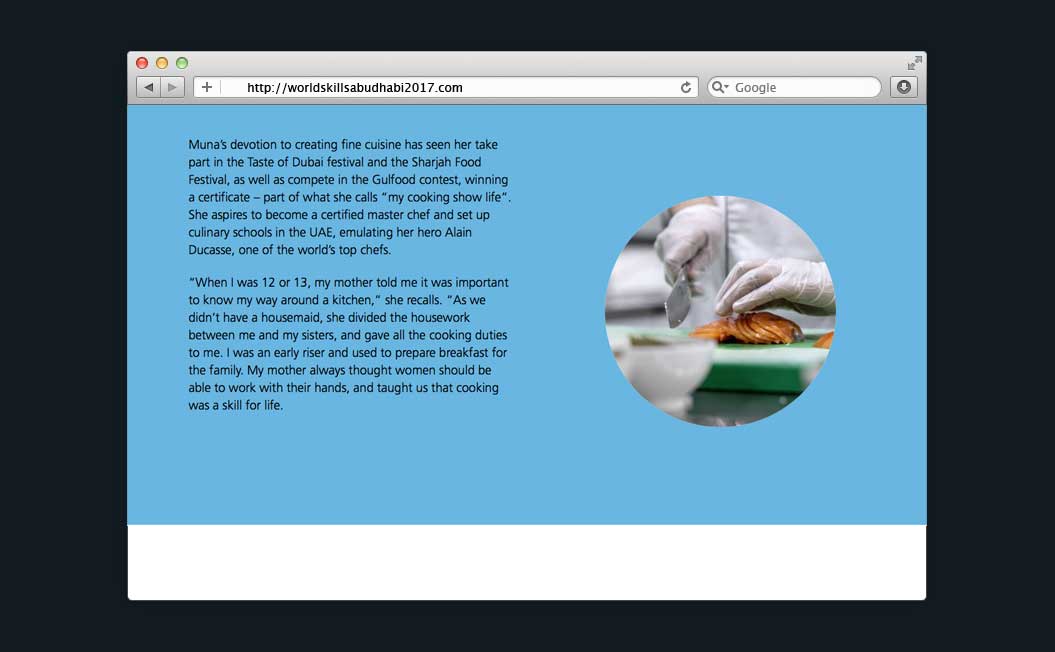 http://worldskillsabudhabi2017.com
Google
Muna’s devotion to creating fine cuisine has seen her take
part in the Taste of Dubai festival and the Sharjah Food
Festival, as well as compete in the Gulfood contest, winning
a certificate – part of what she calls “my cooking show life”.
She aspires to become a certified master chef and set up
culinary schools in the UAE, emulating her hero Alain
Ducasse, one of the world’s top chefs.
“When I was 12 or 13, my mother told me it was important
to know my way around a kitchen,” she recalls. “As we
didn’t have a housemaid, she divided the housework
between me and my sisters, and gave all the cooking duties
to me. I was an early riser and used to prepare breakfast for
the family. My mother always thought women should be
able to work with their hands, and taught us that cooking
was a skill for life.